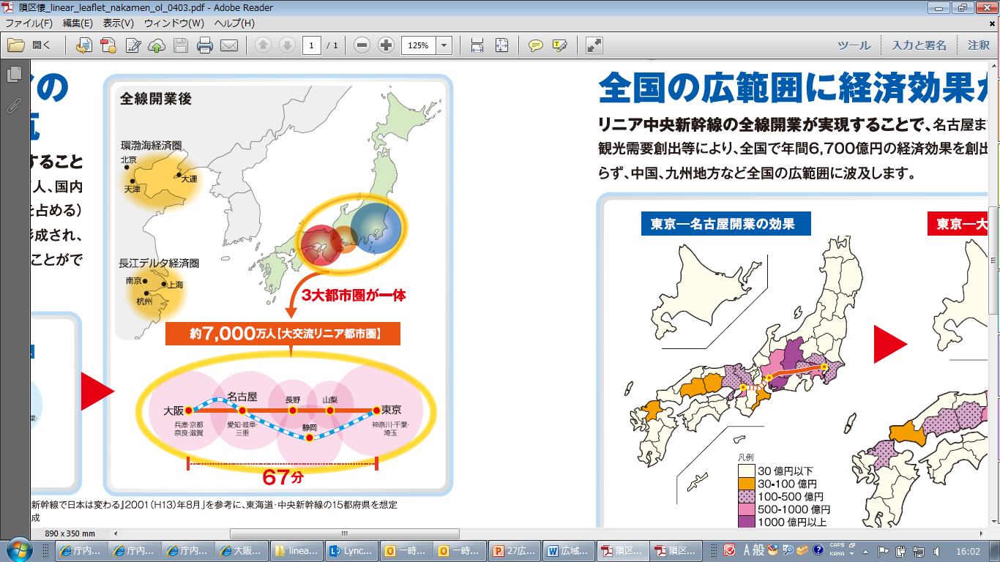 隕区懐_linear_leaflet_nakamen_ol_0403.pdf - Adobe Reader
ファイル(F) 編集(E) 表示(V) ウィンドウ(W) ヘルプ(H)
開く 1 / 1 125% ツール 入力と署名 注釈
の
すること
人、国内
を占める）
形成され、
ことがで
全線開業後
環渤海経済圏
北京
大連
天津
長江デルタ経済圏
南京
上海
杭州
3大都市圏が一体
約7,000万人【大交流リニア都市圏】
大阪
兵庫・京都
奈良・滋賀
名古屋
愛知・岐阜・
三重
長野
山梨
静岡
東京
神奈川・千葉・
埼玉
67分
新幹線で日本は変わる』2001（H13）年8月」を参考に、東海道・中央新幹線の15都府県を想定
成
全国の広範囲に経済効果が
リニア中央新幹線の全線開業が実現することで、名古屋ま
観光需要創出等により、全国で年間6,700億円の経済効果を創出
らず、中国、九州地方など全国の広範囲に波及します。
東京―名古屋開業の効果
東京―大
凡例
30 億円以下
30-100 億円
100-500 億円
500-1000 億円
1000 億円以上
890 x 350 mm
庁内... 庁内... 庁内... 大阪... linea... Lync... 一時... 一時... 27広... 広域... 隕区... 隕区... A 般 CAPS KANA 16:02